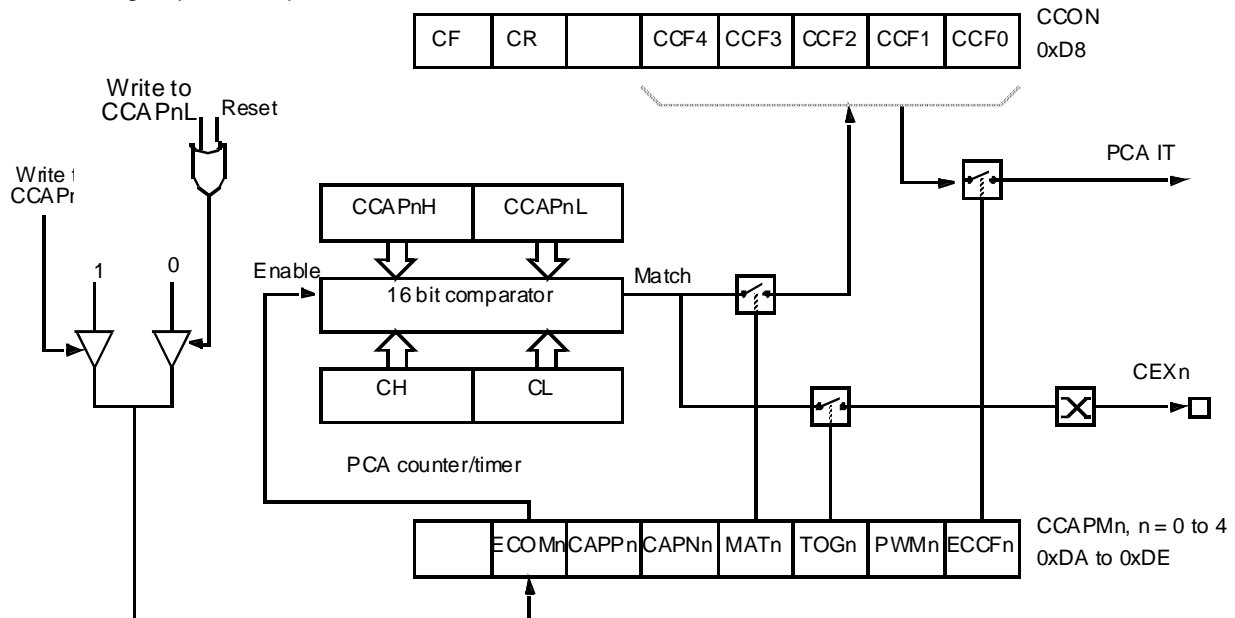 CF CR CCF4 CCF3 CCF2 CCF1 CCF0
CCON
0xD8
Write to
CCAPnL
Reset
Write
CCAPnH CCAPnL
PCA IT
1 0
Enable
16 bit comparator
Match
CH CL
CEXn
PCA counter/timer
ECOMn CAPPn CAPNn MATn TOGn PWMn ECCFn
CCAPMn, n = 0 to 4
0xDA to 0xDE